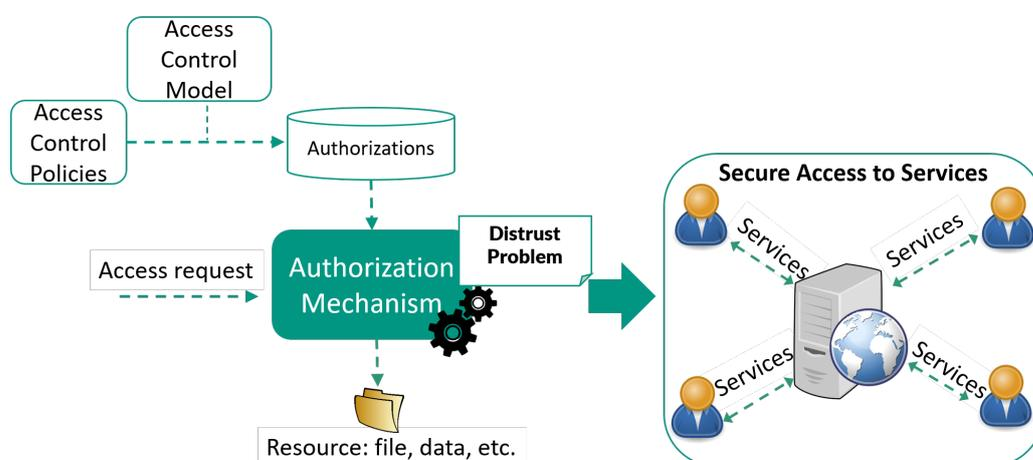 Access
Control
Model
Access
Control
Policies
Authorizations
Access request
Authorization
Mechanism
Distrust
Problem
Resource: file, data, etc.
Secure Access to Services
Services
Services
Services
Services